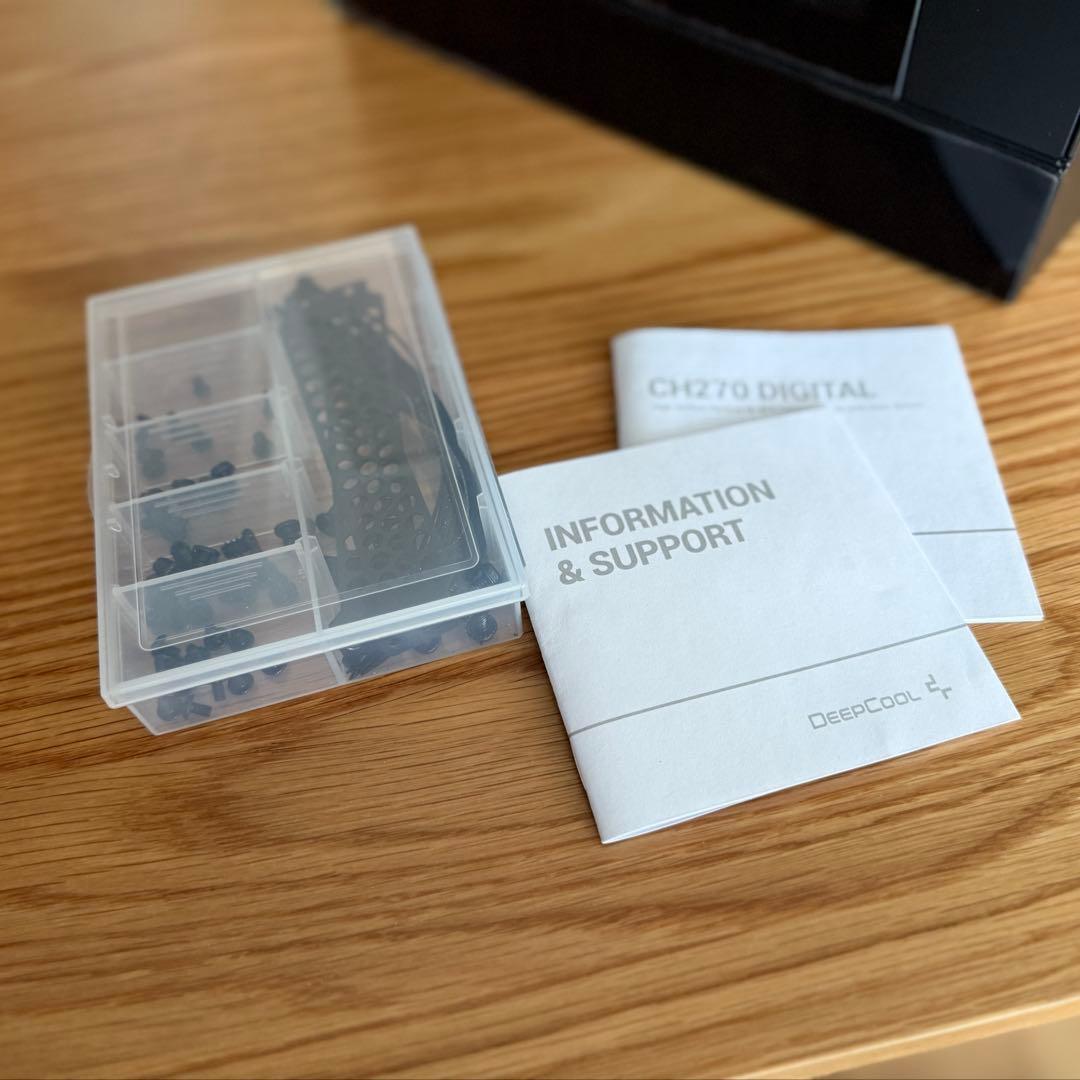 CH270 DIGITAL
INFORMATION
& SUPPORT
DEEPCOOL